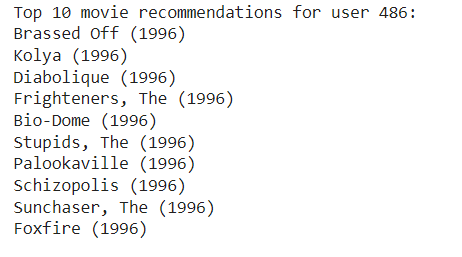 Top 10 movie recommendations for user 486:
Brassed Off (1996)
Kolya (1996)
Diabolique (1996)
Frighteners, The (1996)
Bio-Dome (1996)
Stupids, The (1996)
Palookaville (1996)
Schizopolis (1996)
Sunchaser, The (1996)
Foxfire (1996)